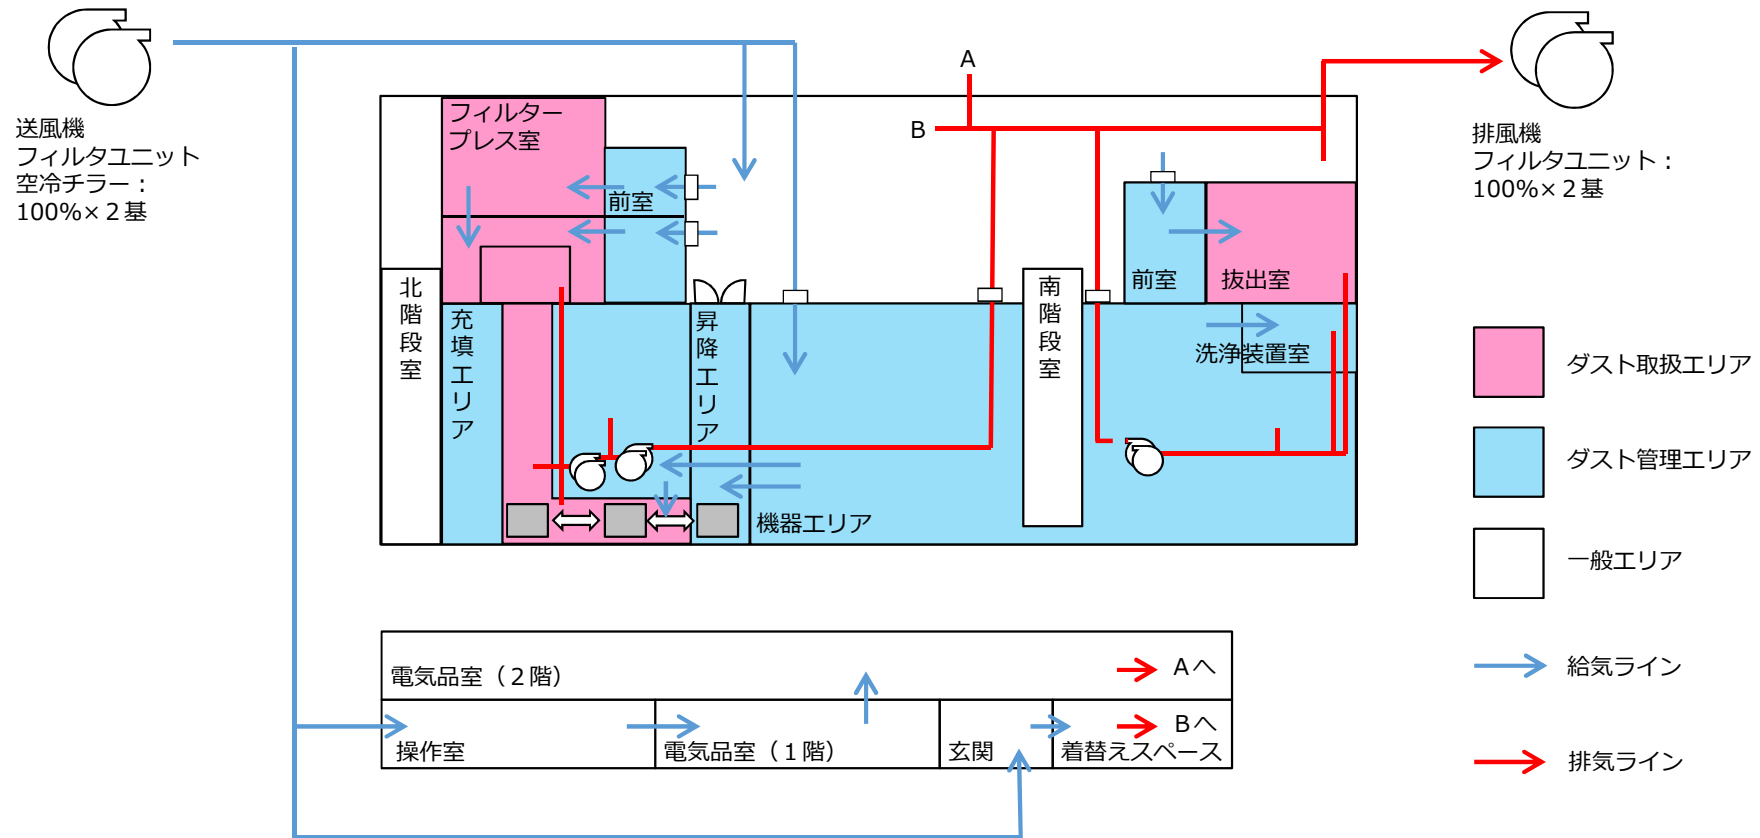 送風機
フィルタユニット
空冷チラー：
100%×２基
A
B
排風機
フィルタユニット：
100%×２基
フィルター
プレス室
前室
北階段室
充填エリア
昇降エリア
南階段室
前室
抜出室
洗浄装置室
機器エリア
ダスト取扱エリア
ダスト管理エリア
一般エリア
給気ライン
排気ライン
電気品室（２階）
Aへ
操作室
電気品室（１階）
玄関
Bへ
着替えスペース